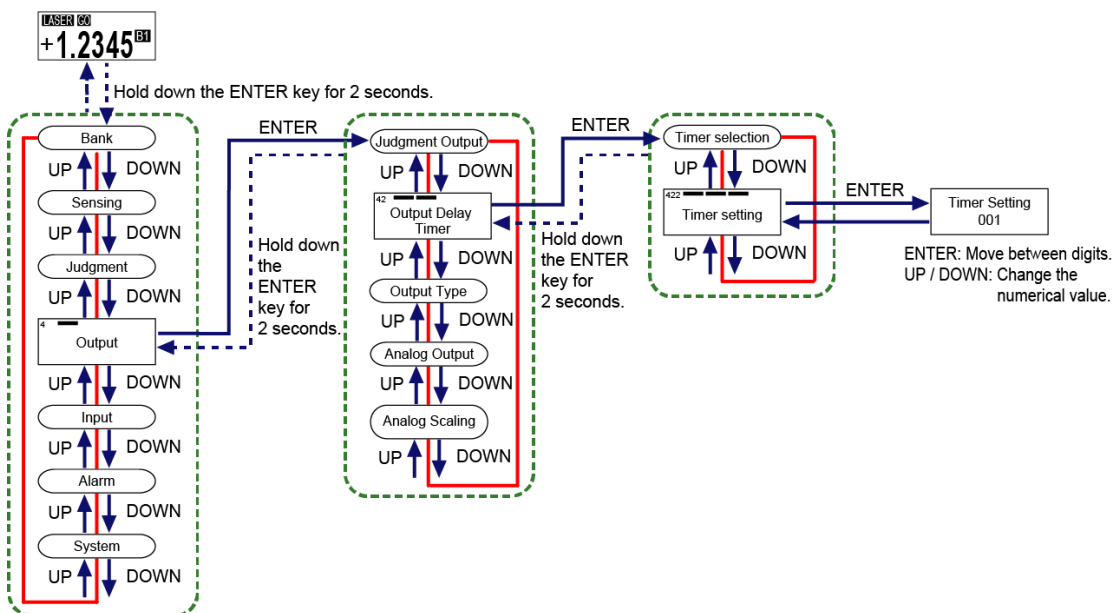 LASER GO
+1.2345 B1
Hold down the ENTER key for 2 seconds.
Bank
UP DOWN
Sensing
UP DOWN
Judgment
UP DOWN
4
Output
UP DOWN
Input
UP DOWN
Alarm
UP DOWN
System
UP DOWN
ENTER
Hold down
the
ENTER
key for
2 seconds.
Judgment Output
UP DOWN
42
Output Delay
Timer
UP DOWN
Output Type
UP DOWN
Analog Output
UP DOWN
Analog Scaling
UP DOWN
ENTER
Hold down
the ENTER
key for
2 seconds.
Timer selection
UP DOWN
422
Timer setting
UP DOWN
ENTER
Timer Setting
001
ENTER: Move between digits.
UP / DOWN: Change the
numerical value.